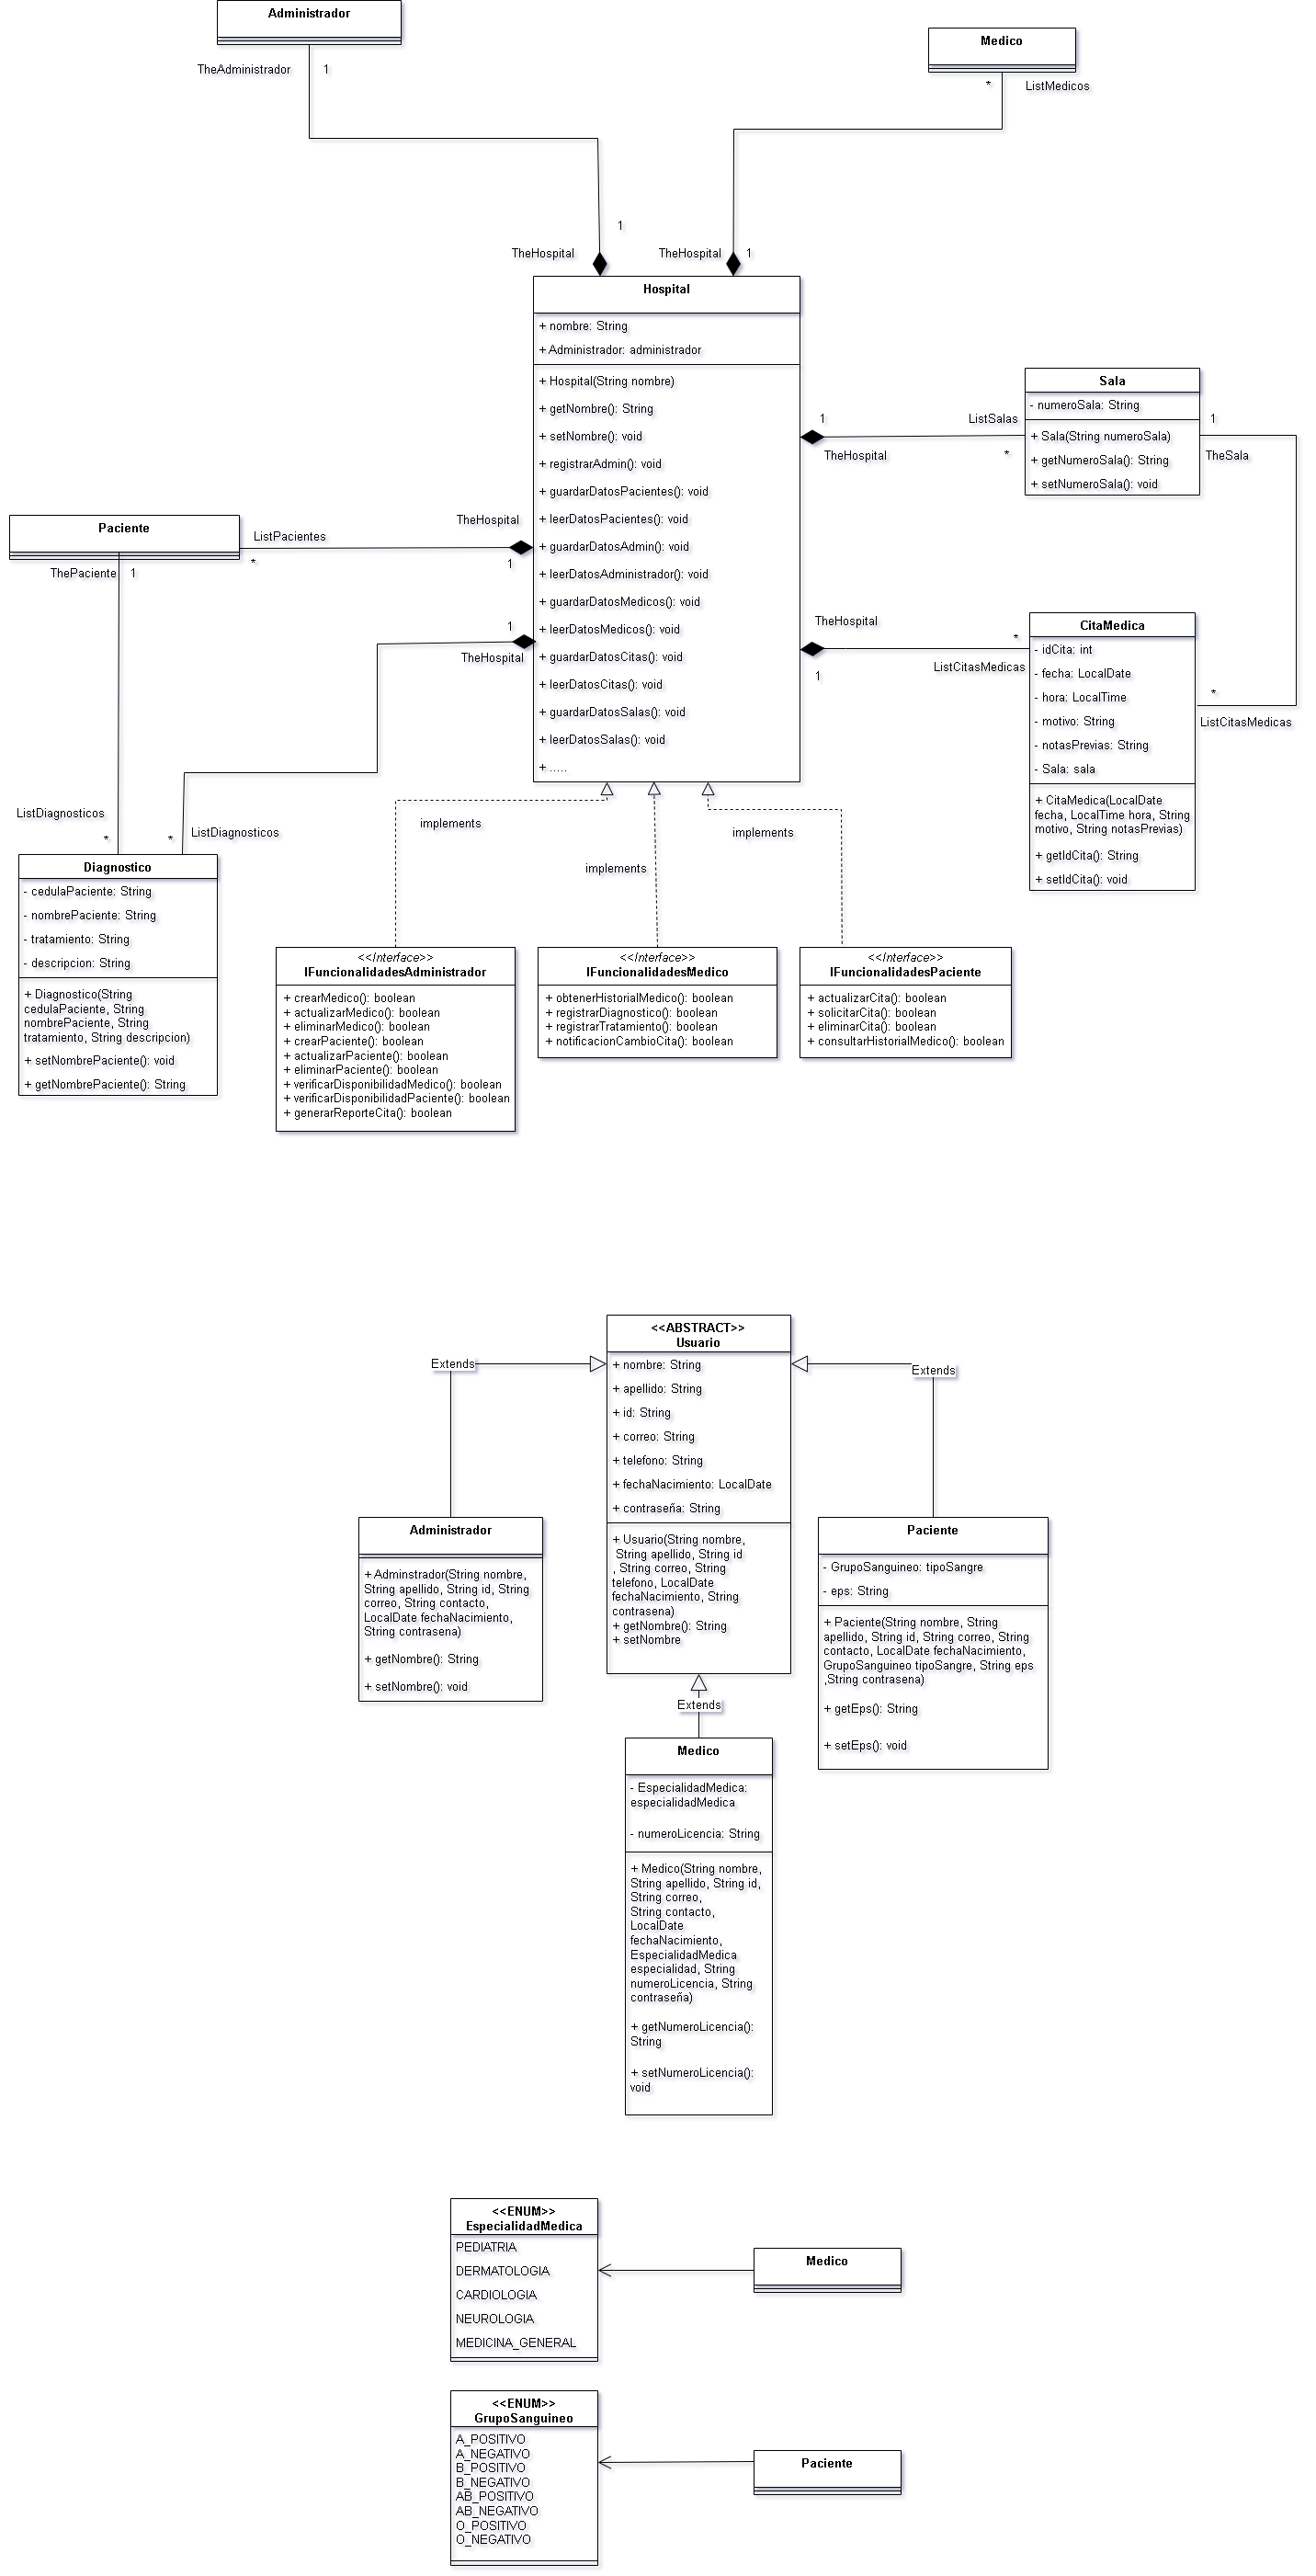 Administrador
TheAdministrador
1
Medico
*
ListMedicos
1
TheHospital
TheHospital
1
Hospital
+ nombre: String
+ Administrador: administrador
+ Hospital(String nombre)
+ getNombre(): String
+ setNombre(): void
+ registrarAdmin(): void
+ guardarDatosPacientes(): void
+ leerDatosPacientes(): void
+ guardarDatosAdmin(): void
+ leerDatosAdministrador(): void
+ guardarDatosMedicos(): void
+ leerDatosMedicos(): void
+ guardarDatosCitas(): void
+ leerDatosCitas(): void
+ guardarDatosSalas(): void
+ leerDatosSalas(): void
+ .....
1
TheHospital
ListSalas
*
Sala
- numeroSala: String
+ Sala(String numeroSala)
+ getNumeroSala(): String
+ setNumeroSala(): void
1
TheSala
Paciente
ListPacientes
*
TheHospital
1
ThePaciente
1
1
TheHospital
TheHospital
1
*
ListCitasMedicas
CitaMedica
- idCita: int
- fecha: LocalDate
- hora: LocalTime
- motivo: String
- notasPrevias: String
- Sala: sala
+ CitaMedica(LocalDate
fecha, LocalTime hora, String
motivo, String notasPrevias)
+ getIdCita(): String
+ setIdCita(): void
*
ListCitasMedicas
ListDiagnosticos
*
*
ListDiagnosticos
Diagnostico
- cedulaPaciente: String
- nombrePaciente: String
- tratamiento: String
- descripcion: String
+ Diagnostico(String
cedulaPaciente, String
nombrePaciente, String
tratamiento, String descripcion)
+ setNombrePaciente(): void
+ getNombrePaciente(): String
implements
implements
implements
<<Interface>>
IFuncionalidadesAdministrador
+ crearMedico(): boolean
+ actualizarMedico(): boolean
+ eliminarMedico(): boolean
+ crearPaciente(): boolean
+ actualizarPaciente(): boolean
+ eliminarPaciente(): boolean
+ verificarDisponibilidadMedico(): boolean
+ verificarDisponibilidadPaciente(): boolean
+ generarReporteCita(): boolean
<<Interface>>
IFuncionalidadesMedico
+ obtenerHistorialMedico(): boolean
+ registrarDiagnostico(): boolean
+ registrarTratamiento(): boolean
+ notificacionCambioCita(): boolean
<<Interface>>
IFuncionalidadesPaciente
+ actualizarCita(): boolean
+ solicitarCita(): boolean
+ eliminarCita(): boolean
+ consultarHistorialMedico(): boolean
<<ABSTRACT>>
Usuario
+ nombre: String
+ apellido: String
+ id: String
+ correo: String
+ telefono: String
+ fechaNacimiento: LocalDate
+ contraseña: String
+ Usuario(String nombre,
String apellido, String id
, String correo, String
telefono, LocalDate
fechaNacimiento, String
contrasena)
+ getNombre(): String
+ setNombre
Extends
Extends
Extends
Administrador
+ Adminstrador(String nombre,
String apellido, String id, String
correo, String contacto,
LocalDate fechaNacimiento,
String contrasena)
+ getNombre(): String
+ setNombre(): void
Paciente
- GrupoSanguineo: tipoSangre
- eps: String
+ Paciente(String nombre, String
apellido, String id, String correo, String
contacto, LocalDate fechaNacimiento,
GrupoSanguineo tipoSangre, String eps
,String contrasena)
+ getEps(): String
+ setEps(): void
Medico
- EspecialidadMedica:
especialidadMedica
- numeroLicencia: String
+ Medico(String nombre,
String apellido, String id,
String correo,
String contacto,
LocalDate
fechaNacimiento,
EspecialidadMedica
especialidad, String
numeroLicencia, String
contraseña)
+ getNumeroLicencia():
String
+ setNumeroLicencia():
void
<<ENUM>>
EspecialidadMedica
PEDIATRIA
DERMATOLOGIA
CARDIOLOGIA
NEUROLOGIA
MEDICINA_GENERAL
Medico
<<ENUM>>
GrupoSanguineo
A_POSITIVO
A_NEGATIVO
B_POSITIVO
B_NEGATIVO
AB_POSITIVO
AB_NEGATIVO
O_POSITIVO
O_NEGATIVO
Paciente